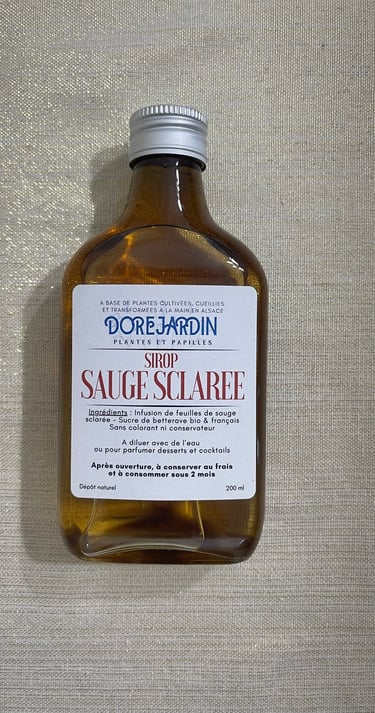 A BASE DE PLANTES CULTIVÉES, CUEILLIES
ET TRANSFORMÉES A LA MAIN EN ALSACE
DOREJARDIN
PLANTES ET PAPILLES
SIROP
SAUGE SCLAREE
Ingrédients : Infusion de feuilles de sauge
sclarée - Sucre de betterave bio & français
Sans colorant ni conservateur
A diluer avec de l'eau
ou pour parfumer desserts et cocktails
Après ouverture, à conserver au frais
et à consommer sous 2 mois
Dépôt naturel 200 ml